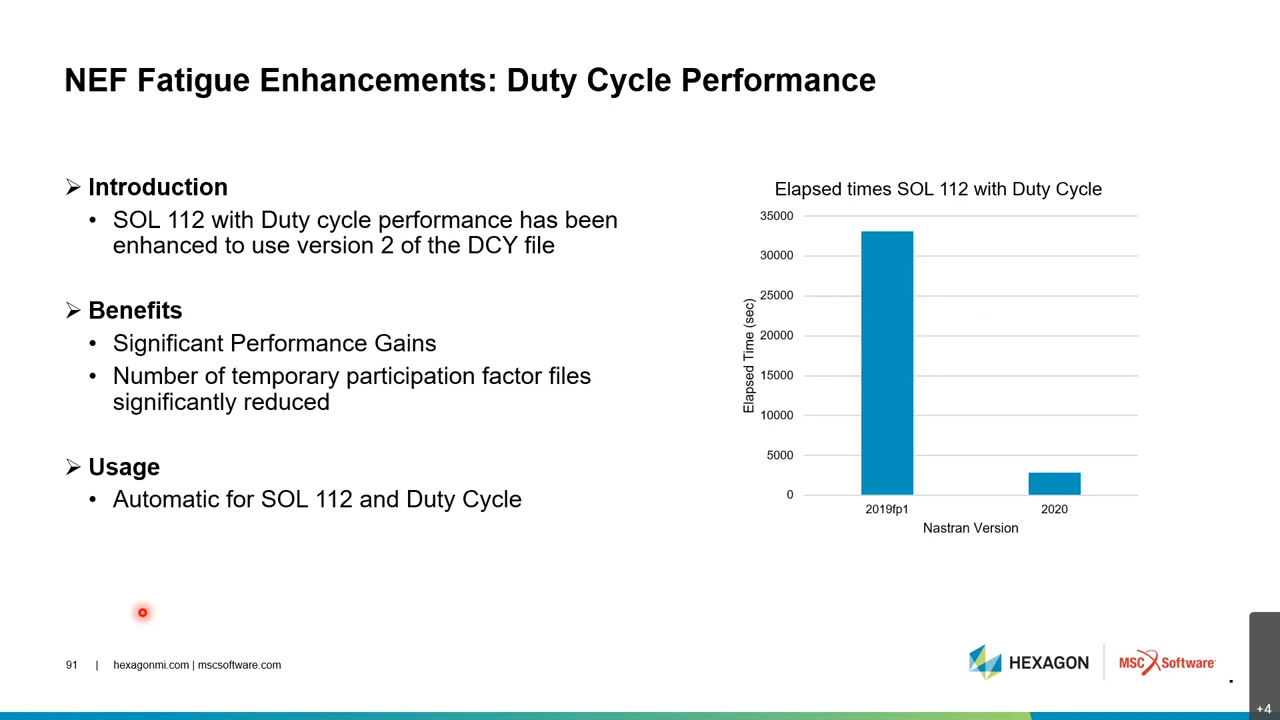 NEF Fatigue Enhancements: Duty Cycle Performance
➢ Introduction
• SOL 112 with Duty cycle performance has been
enhanced to use version 2 of the DCY file
➢ Benefits
• Significant Performance Gains
• Number of temporary participation factor files
significantly reduced
➢ Usage
• Automatic for SOL 112 and Duty Cycle
Elapsed times SOL 112 with Duty Cycle
35000
30000
25000
20000
15000
10000
5000
0
Elapsed Time (sec)
2019fp1 2020
Nastran Version
91 | hexagonmi.com | mscsoftware.com
HEXAGON
MSC Software
+4